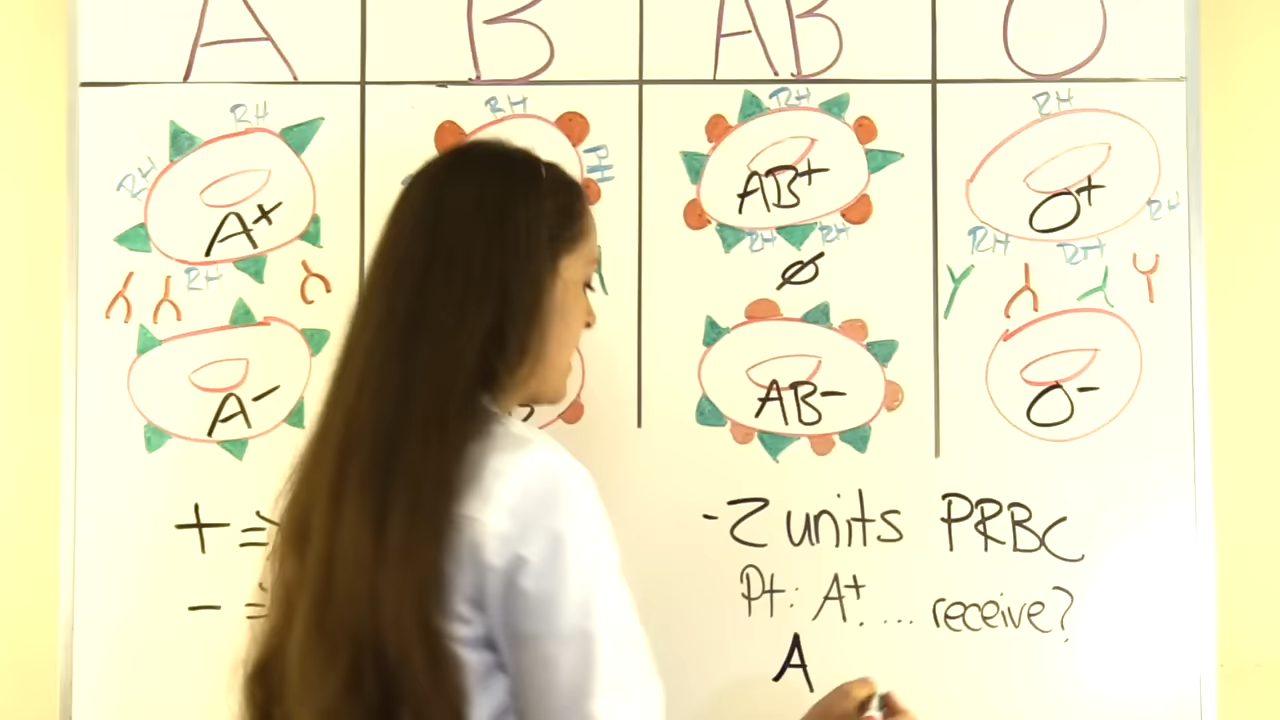 A B AB O
RH RH RH RH
RH RH
A+ AB+ O+
RH
RH RH RH RH RH
Ø
A- AB- O-
+ =
- =
-2 units PRBC
Pt: A+. ... receive?
A